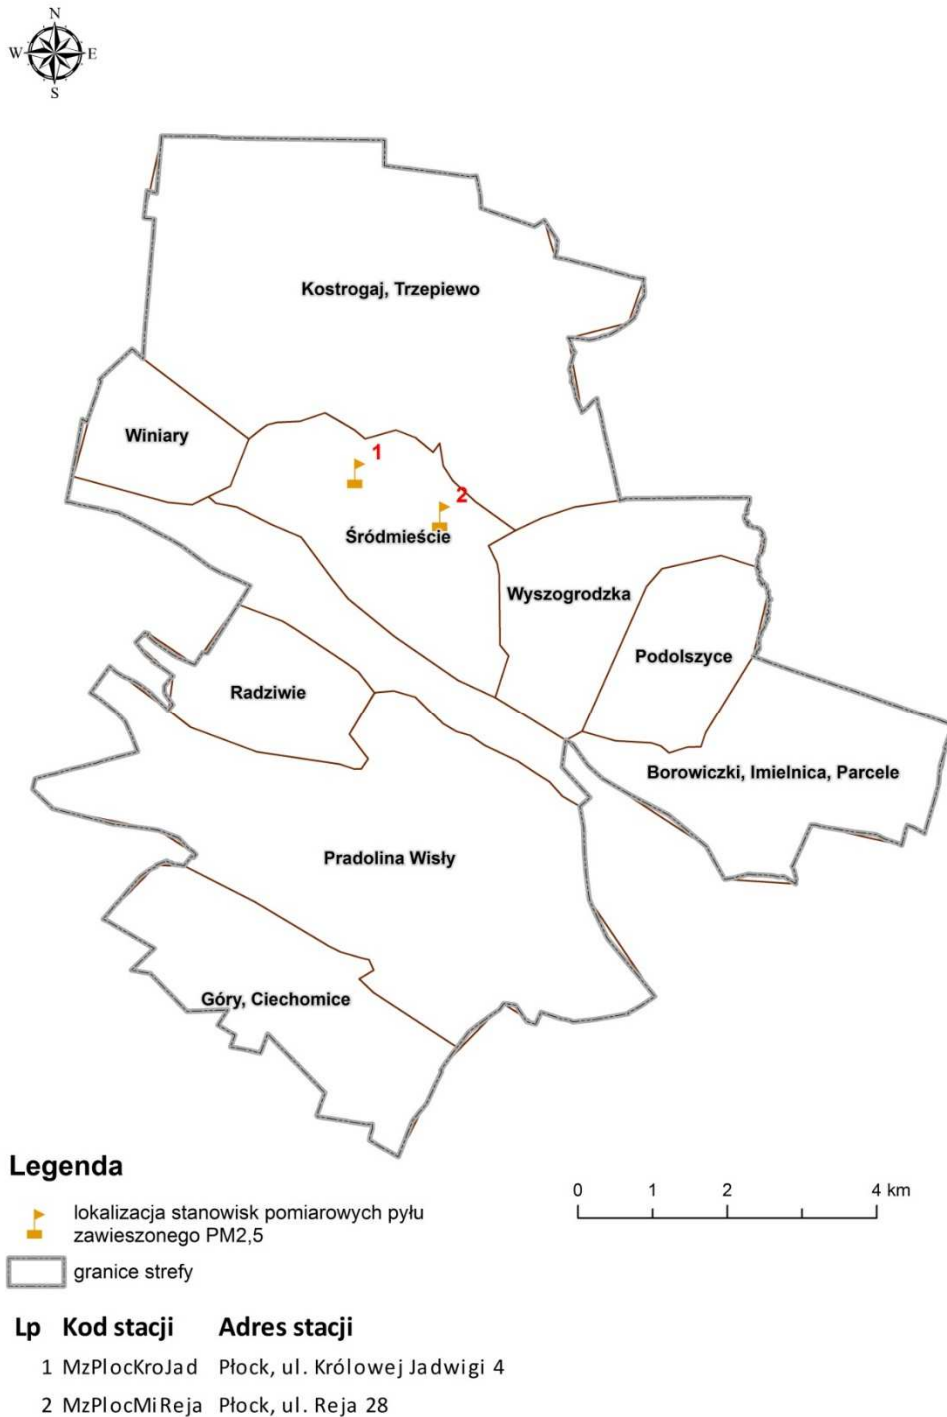 N
W E
S
Kostrogaj, Trzepiewo
Winiary
1
2
Śródmieście
Wyszogrodzka
Podolszyce
Radziwie
Borowiczki, Imielnica, Parcele
Pradolina Wisły
Góry, Ciechomice
Legenda
lokalizacja stanowisk pomiarowych pyłu
zawieszonego PM2,5
granice strefy
0 1 2 4 km
Lp Kod stacji Adres stacji
1 MzPlocKroJad Płock, ul. Królowej Jadwigi 4
2 MzPlocMiReja Płock, ul. Reja 28